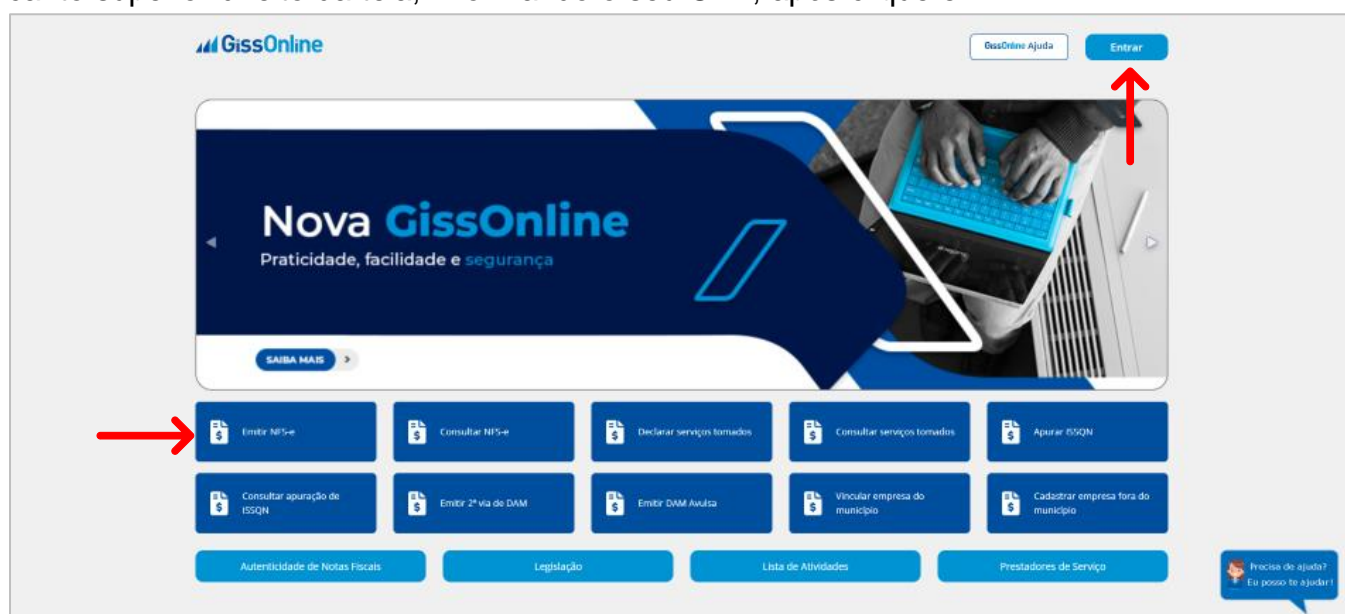 GissOnline
GissOnline Ajuda
Entrar
Nova GissOnline
Praticidade, facilidade e segurança
SAIBA MAIS
Emitir NFS-e
Consultar NFS-e
Declarar serviços tomados
Consultar serviços tomados
Apurar ISSQN
Consultar apuração de
ISSQN
Emitir 2ª via de DAM
Emitir DAM Avulsa
Vincular empresa do
município
Cadastrar empresa fora do
município
Autenticidade de Notas Fiscais
Legislação
Lista de Atividades
Prestadores de Serviço
Precisa de ajuda?
Eu posso te ajudar!